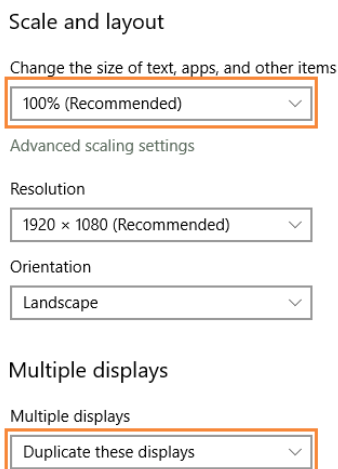 Scale and layout
Change the size of text, apps, and other items
100% (Recommended)
Advanced scaling settings
Resolution
1920 × 1080 (Recommended)
Orientation
Landscape
Multiple displays
Multiple displays
Duplicate these displays